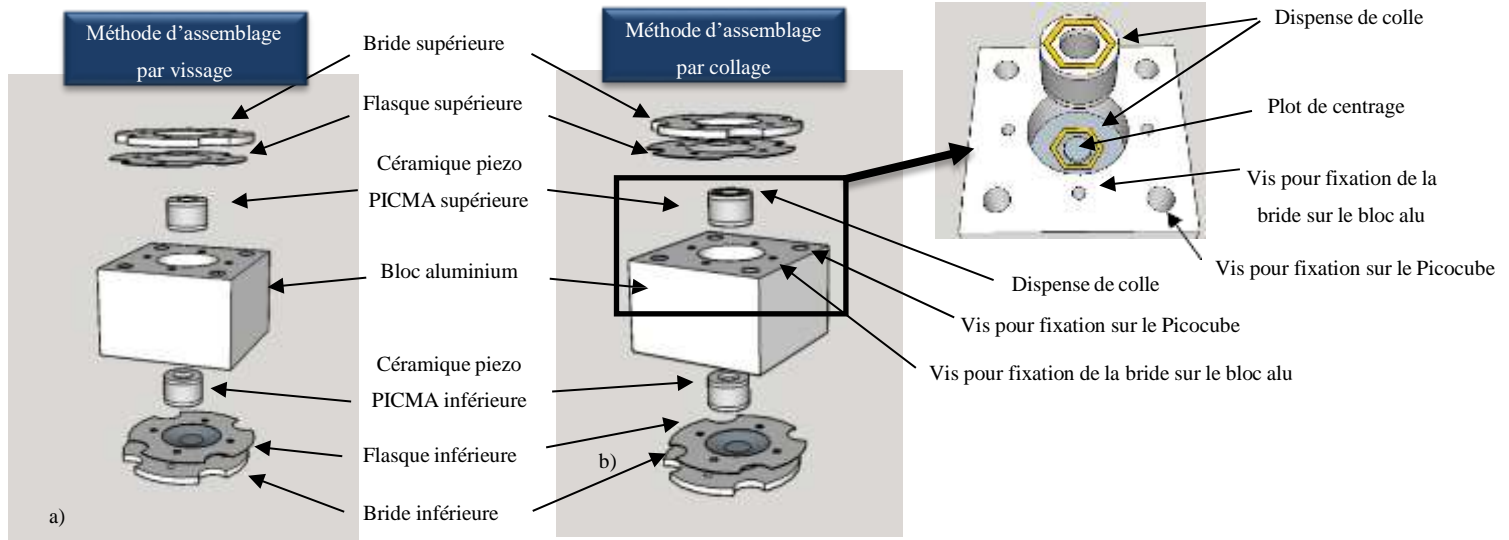 Méthode d'assemblage
par vissage
Bride supérieure
Flasque supérieure
Céramique piezo
PICMA supérieure
Bloc aluminium
Céramique piezo
PICMA inférieure
Flasque inférieure
Bride inférieure
a)
Méthode d'assemblage
par collage
b)
Dispense de colle
Plot de centrage
Vis pour fixation de la
bride sur le bloc alu
Vis pour fixation sur le Picocube
Dispense de colle
Vis pour fixation sur le Picocube
Vis pour fixation de la bride sur le bloc alu